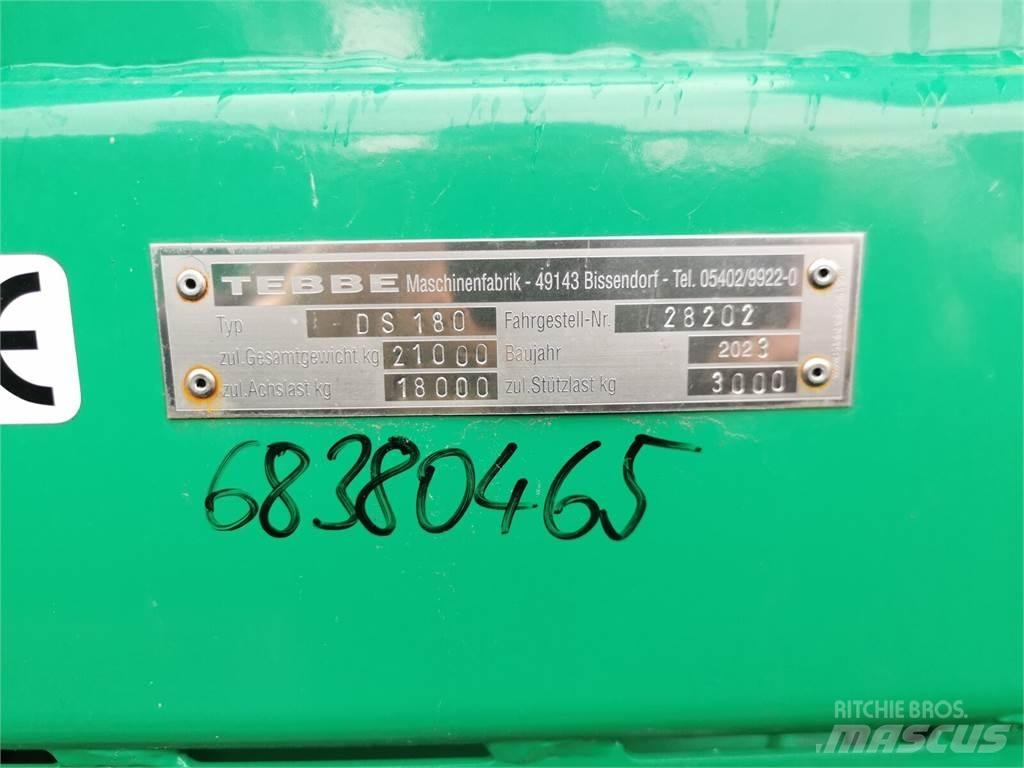 TEBBE Maschinenfabrik - 49143 Bissendorf - Tel. 05402/9922-0
Typ DS 180 Fahrgestell-Nr. 28202
zul.Gesamtgewicht kg 21000 Baujahr 2023
zul.Achslast kg 18000 zul.Stützlast kg 3000
68380465
CE
RITCHIE BROS.
MASCUS